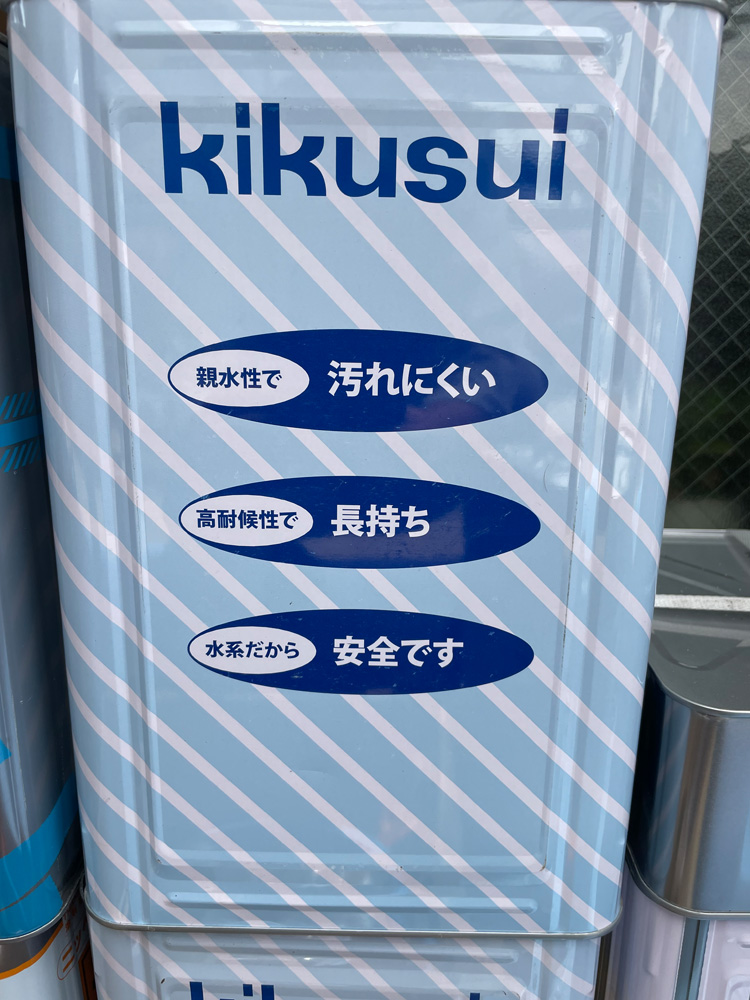 kikusui
親水性で 汚れにくい
高耐候性で 長持ち
水系だから 安全です